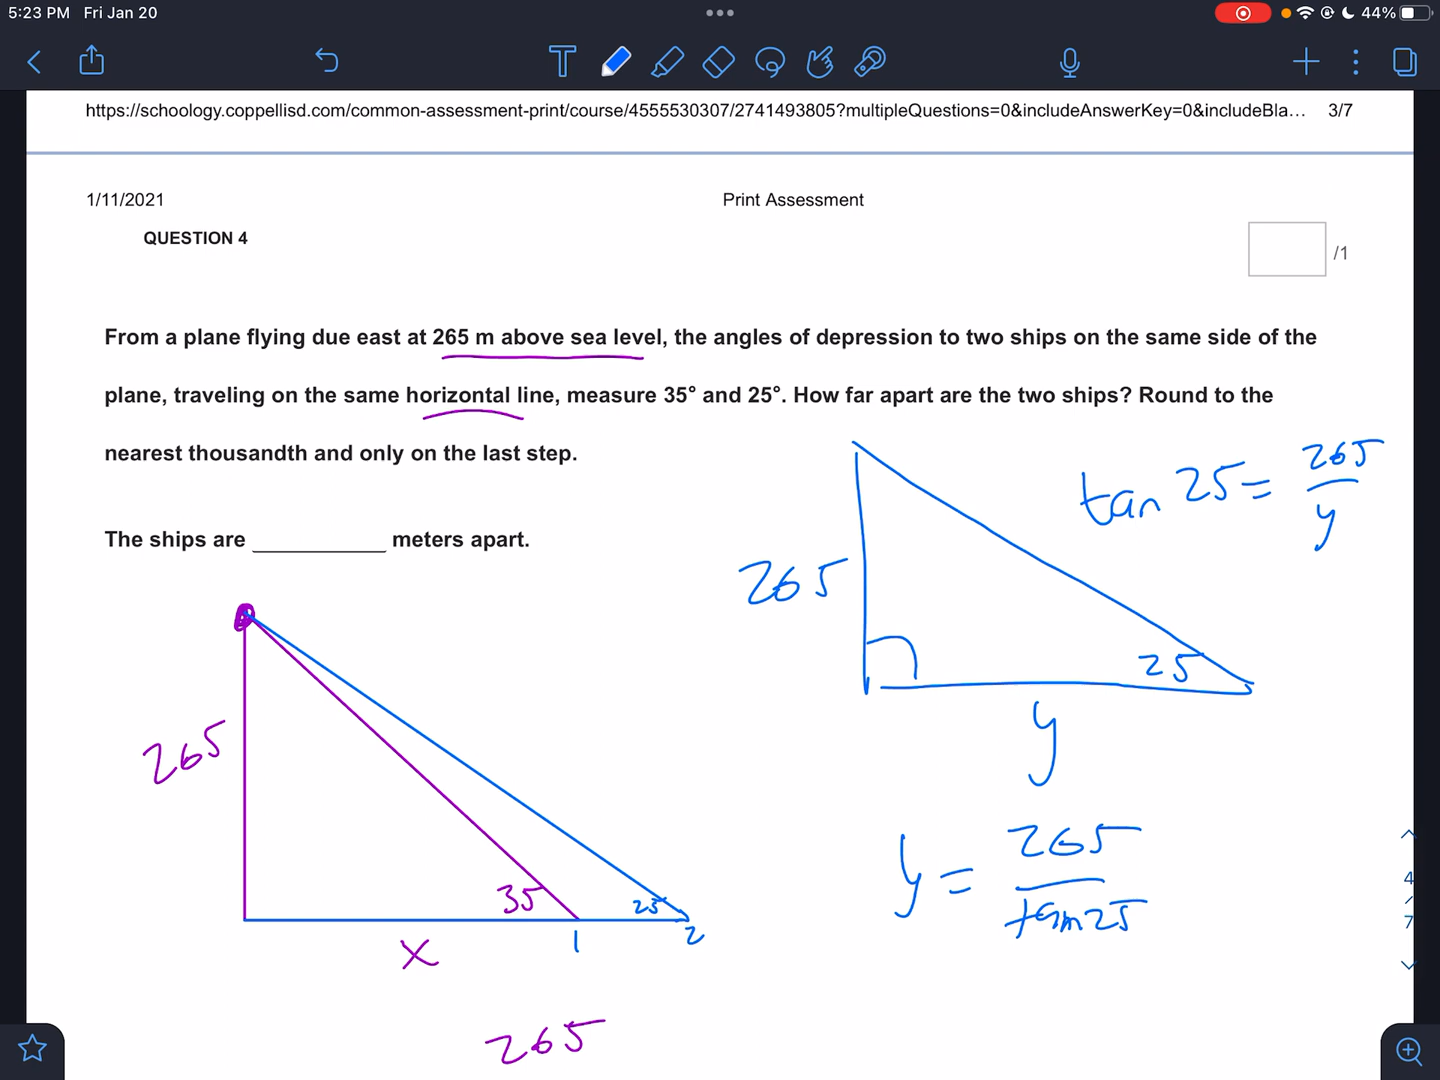 5:23 PM Fri Jan 20
44%
https://schoology.coppellisd.com/common-assessment-print/course/4555530307/2741493805?multipleQuestions=0&includeAnswerKey=0&includeBla... 3/7
1/11/2021 Print Assessment
QUESTION 4
/1
From a plane flying due east at 265 m above sea level, the angles of depression to two ships on the same side of the
plane, traveling on the same horizontal line, measure 35° and 25°. How far apart are the two ships? Round to the
nearest thousandth and only on the last step.
The ships are __________ meters apart.
tan 25 = 265/y
265
25
y
y = 265/tan25
265
35
25
x
1
2
265
4
7